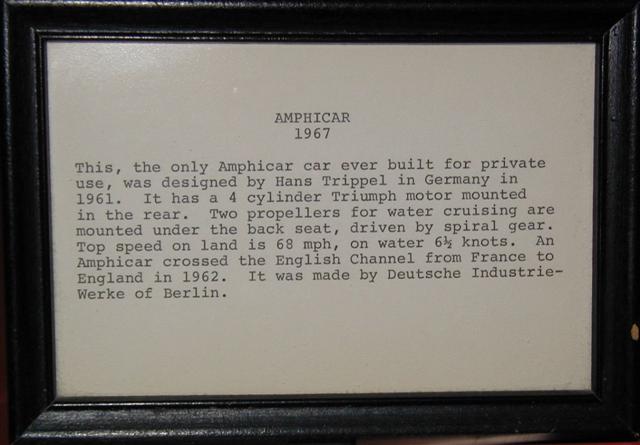 AMPHICAR
1967
This, the only Amphicar car ever built for private
use, was designed by Hans Trippel in Germany in
1961.  It has a 4 cylinder Triumph motor mounted
in the rear.  Two propellers for water cruising are
mounted under the back seat, driven by spiral gear.
Top speed on land is 68 mph, on water 6½ knots.  An
Amphicar crossed the English Channel from France to
England in 1962.  It was made by Deutsche Industrie-
Werke of Berlin.